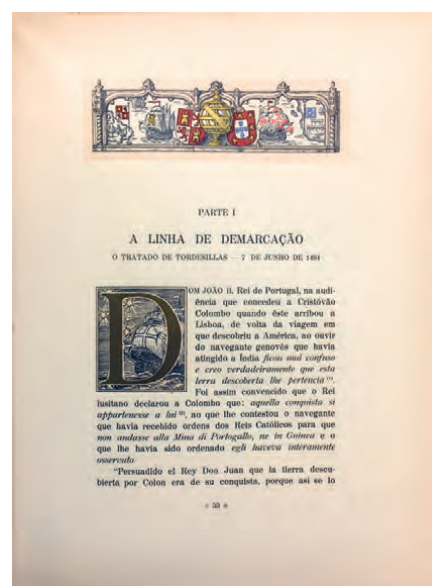 PARTE I
A LINHA DE DEMARCAÇÃO
O TRATADO DE TORDESILLAS — 7 DE JUNHO DE 1494
DOM JOÃO II, Rei de Portugal, na audi-
ência que concedeu a Cristóvão
Colombo quando êste arribou a
Lisboa, de volta da viagem em
que descobriu a América, ao ouvir
do navegante genovês que havia
atingido a Índia ficou mui confuso
e creo verdadeiramente que esta
terra descoberta lhe pertencia
Foi assim convencido que o Rei
lusitano declarou a Colombo que: aquella conquista si
appartenesse a lui, ao que lhe contestou o navegante
que havia recebido ordens dos Reis Católicos para que
non andasse alla Mina di Portogallo, ne in Guinea e o
que lhe havia sido ordenado egli haveva interamente
osservato
"Persuadido el Rey Don Juan que la tierra descu-
bierta por Colon era de su conquista, porque asi se lo
« 55 »